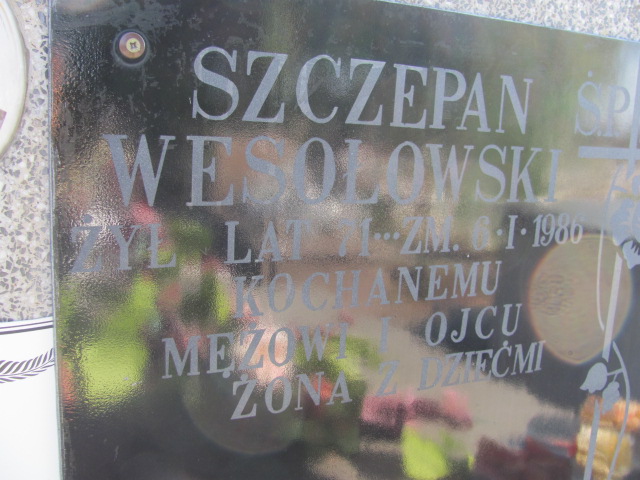 Ś.P
SZCZEPAN
WESOŁOWSKI
ŻYŁ LAT 71...ZM. 6·I·1986
KOCHANEMU
MĘŻOWI I OJCU
ŻONA Z DZIEĆMI